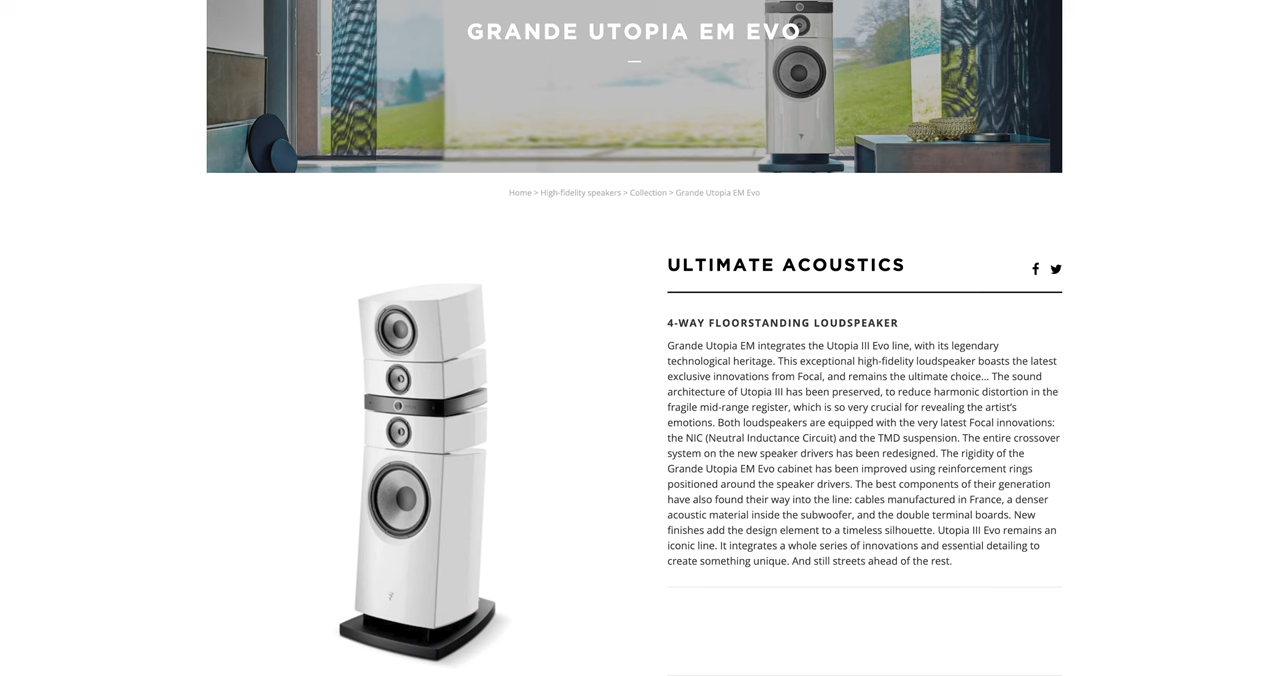 GRANDE UTOPIA EM EVO
Home > High-fidelity speakers > Collection > Grande Utopia EM Evo
ULTIMATE ACOUSTICS
4-WAY FLOORSTANDING LOUDSPEAKER
Grande Utopia EM integrates the Utopia III Evo line, with its legendary
technological heritage. This exceptional high-fidelity loudspeaker boasts the latest
exclusive innovations from Focal, and remains the ultimate choice... The sound
architecture of Utopia III has been preserved, to reduce harmonic distortion in the
fragile mid-range register, which is so very crucial for revealing the artist's
emotions. Both loudspeakers are equipped with the very latest Focal innovations:
the NIC (Neutral Inductance Circuit) and the TMD suspension. The entire crossover
system on the new speaker drivers has been redesigned. The rigidity of the
Grande Utopia EM Evo cabinet has been improved using reinforcement rings
positioned around the speaker drivers. The best components of their generation
have also found their way into the line: cables manufactured in France, a denser
acoustic material inside the subwoofer, and the double terminal boards. New
finishes add the design element to a timeless silhouette. Utopia III Evo remains an
iconic line. It integrates a whole series of innovations and essential detailing to
create something unique. And still streets ahead of the rest.